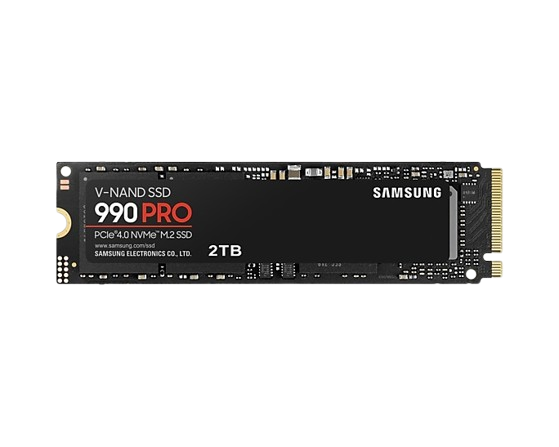 V-NAND SSD
SAMSUNG
990 PRO
PCIe® 4.0 NVMe™ M.2 SSD
www.samsung.com/ssd
SAMSUNG ELECTRONICS CO., LTD.
2TB